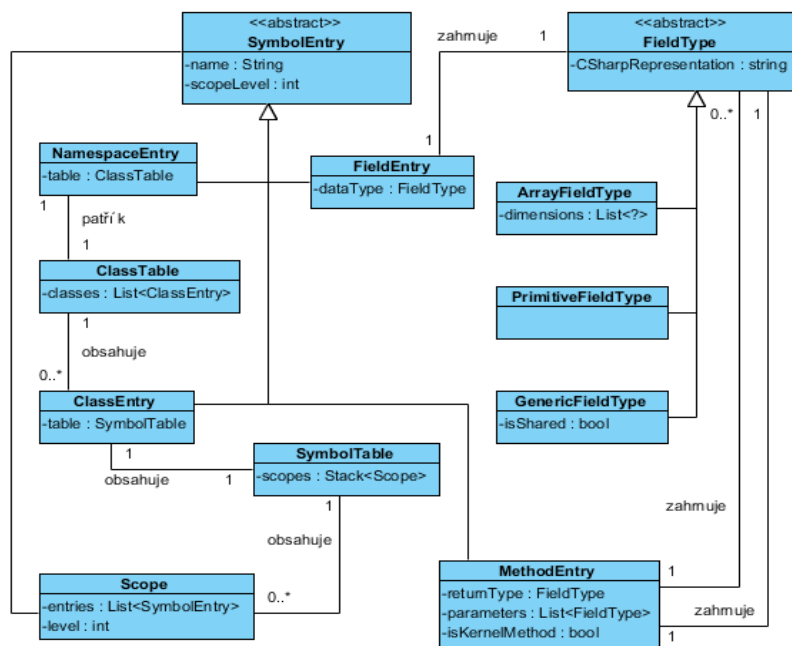 <<abstract>>
SymbolEntry
-name : String
-scopeLevel : int
zahrnuje
1
<<abstract>>
FieldType
-CSharpRepresentation : string
0..*
1
1
NamespaceEntry
-table : ClassTable
1
FieldEntry
-dataType : FieldType
ArrayFieldType
-dimensions : List<?>
patří k
1
ClassTable
-classes : List<ClassEntry>
1
PrimitiveFieldType
obsahuje
0..*
ClassEntry
-table : SymbolTable
1
GenericFieldType
-isShared : bool
SymbolTable
-scopes : Stack<Scope>
obsahuje
1
1
zahrnuje
obsahuje
0..*
Scope
-entries : List<SymbolEntry>
-level : int
MethodEntry
-returnType : FieldType
-parameters : List<FieldType>
-isKernelMethod : bool
1
zahrnuje
1